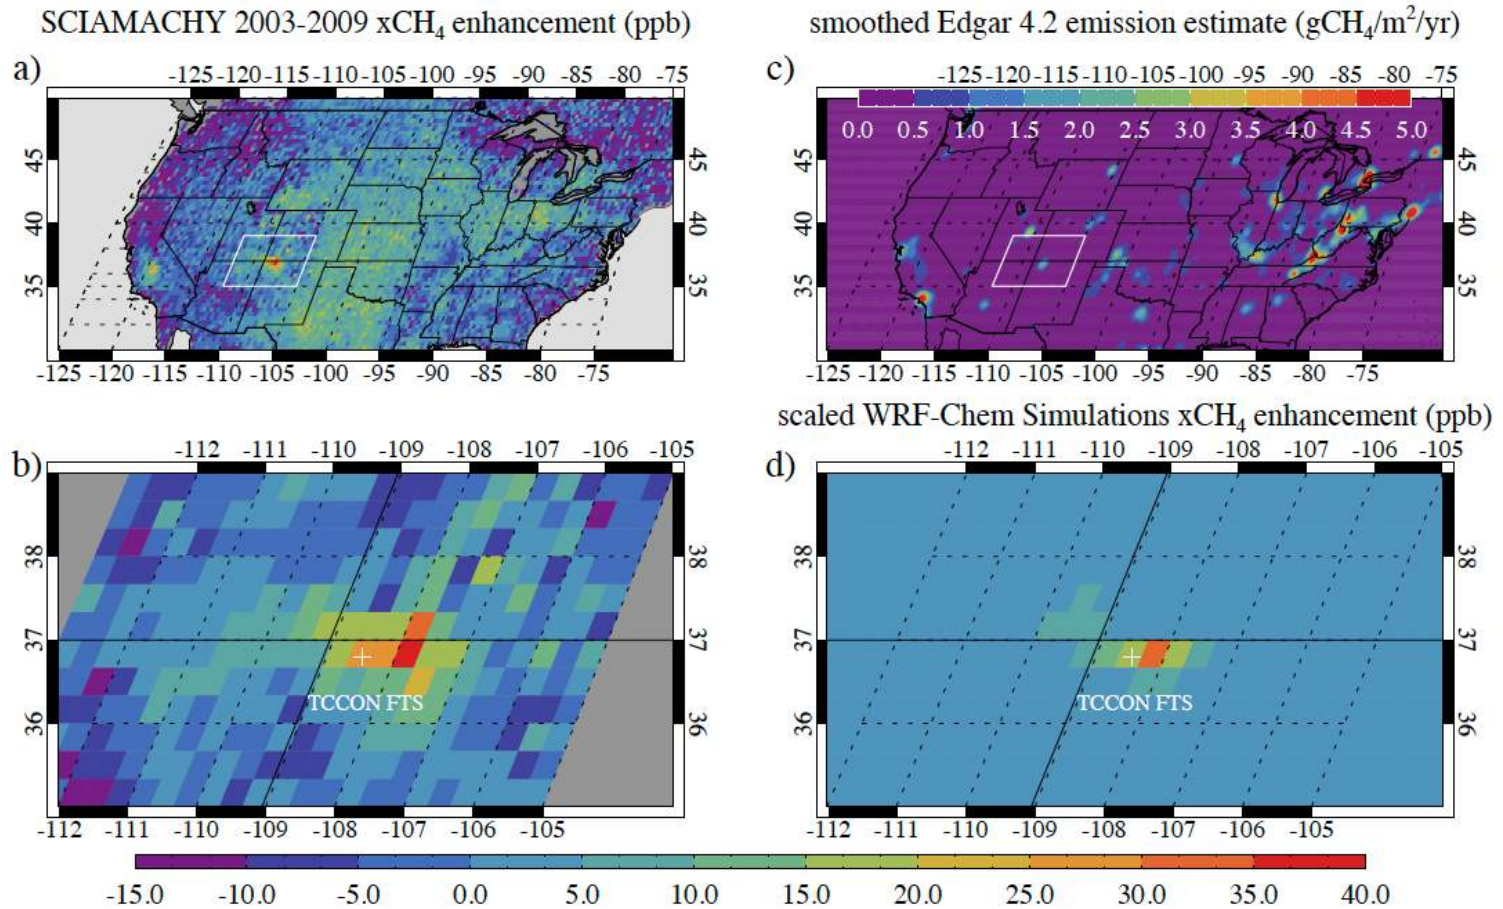 SCIAMACHY 2003-2009 xCH4 enhancement (ppb)
smoothed Edgar 4.2 emission estimate (gCH4/m²/yr)
a)
-125 -120 -115 -110 -105 -100 -95 -90 -85 -80 -75
45
40
35
45
40
35
-125 -120 -115 -110 -105 -100 -95 -90 -85 -80 -75
c)
-125 -120 -115 -110 -105 -100 -95 -90 -85 -80 -75
0.0 0.5 1.0 1.5 2.0 2.5 3.0 3.5 4.0 4.5 5.0
45
40
35
45
40
35
-125 -120 -115 -110 -105 -100 -95 -90 -85 -80 -75
scaled WRF-Chem Simulations xCH4 enhancement (ppb)
b)
-112 -111 -110 -109 -108 -107 -106 -105
38
37
36
38
37
36
TCCON FTS
-112 -111 -110 -109 -108 -107 -106 -105
d)
-112 -111 -110 -109 -108 -107 -106 -105
38
37
36
38
37
36
TCCON FTS
-112 -111 -110 -109 -108 -107 -106 -105
-15.0 -10.0 -5.0 0.0 5.0 10.0 15.0 20.0 25.0 30.0 35.0 40.0